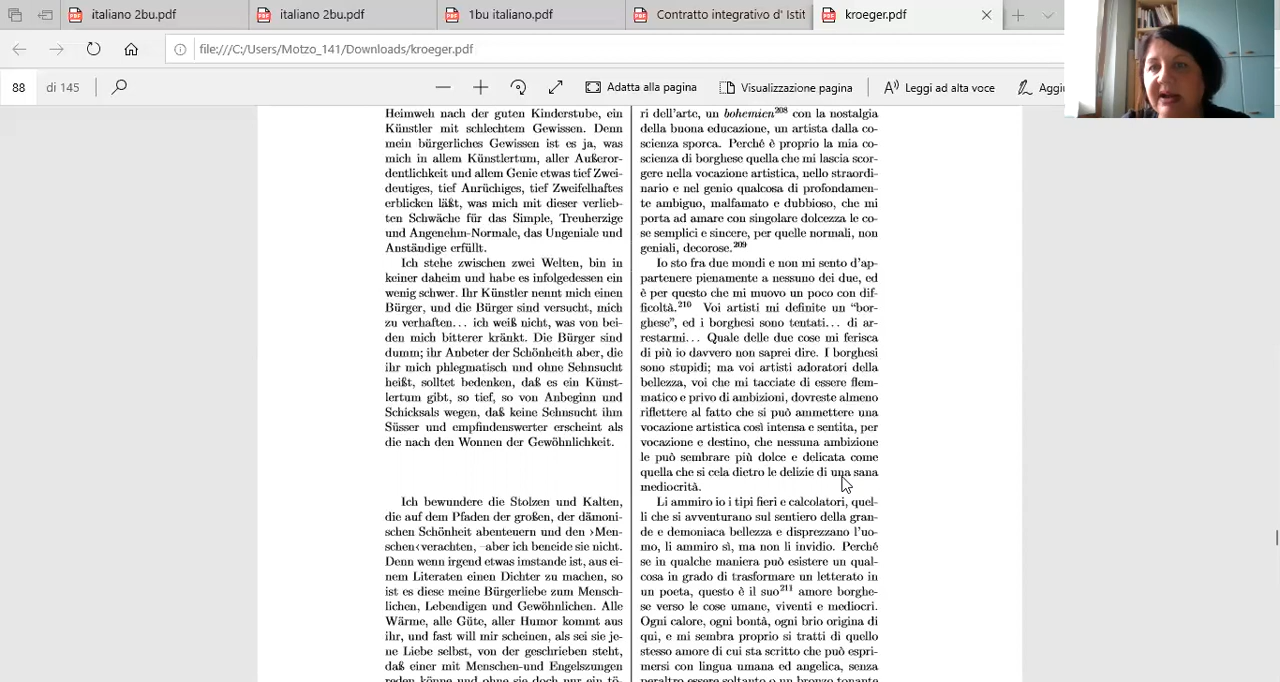 italiano 2bu.pdf
italiano 2bu.pdf
1bu italiano.pdf
Contratto integrativo d' Istit
kroeger.pdf
file:///C:/Users/Motzo_141/Downloads/kroeger.pdf
88 di 145
Adatta alla pagina
Visualizzazione pagina
Leggi ad alta voce
Aggiu
Heimweh nach der guten Kinderstube, ein
Künstler mit schlechtem Gewissen. Denn
mein bürgerliches Gewissen ist es ja, was
mich in allem Künstlertum, aller Außeror-
dentlichkeit und allem Genie etwas tief Zwei-
deutiges, tief Anrüchiges, tief Zweifelhaftes
erblicken läßt, was mich mit dieser verlieb-
ten Schwäche für das Simple, Treuherzige
und Angenehm-Normale, das Ungeniale und
Anständige erfüllt.
Ich stehe zwischen zwei Welten, bin in
keiner daheim und habe es infolgedessen ein
wenig schwer. Ihr Künstler nennt mich einen
Bürger, und die Bürger sind versucht, mich
zu verhaften... ich weiß nicht, was von bei-
den mich bitterer kränkt. Die Bürger sind
dumm; ihr Anbeter der Schönheith aber, die
ihr mich phlegmatisch und ohne Sehnsucht
heißt, solltet bedenken, daß es ein Künst-
lertum gibt, so tief, so von Anbeginn und
Schicksals wegen, daß keine Sehnsucht ihm
Süsser und empfindenswerter erscheint als
die nach den Wonnen der Gewöhnlichkeit.
Ich bewundere die Stolzen und Kalten,
die auf dem Pfaden der großen, der dämoni-
schen Schönheit abenteuern und den ›Men-
schen‹ verachten, –aber ich beneide sie nicht.
Denn wenn irgend etwas imstande ist, aus ei-
nem Literaten einen Dichter zu machen, so
ist es diese meine Bürgerliebe zum Mensch-
lichen, Lebendigen und Gewöhnlichen. Alle
Wärme, alle Güte, aller Humor kommt aus
ihr, und fast will mir scheinen, als sei sie je-
ne Liebe selbst, von der geschrieben steht,
daß einer mit Menschen-und Engelszungen
reden könne und ohne sie doch nur ein tö-
ri dell'arte, un bohemien208 con la nostalgia
della buona educazione, un artista dalla co-
scienza sporca. Perché è proprio la mia co-
scienza di borghese quella che mi lascia scor-
gere nella vocazione artistica, nello straordi-
nario e nel genio qualcosa di profondamen-
te ambiguo, malfamato e dubbioso, che mi
porta ad amare con singolare dolcezza le co-
se semplici e sincere, per quelle normali, non
geniali, decorose.209
Io sto fra due mondi e non mi sento d'ap-
partenere pienamente a nessuno dei due, ed
è per questo che mi muovo un poco con dif-
ficoltà.210 Voi artisti mi definite un “bor-
ghese”, ed i borghesi sono tentati... di ar-
restarmi... Quale delle due cose mi ferisca
di più io davvero non saprei dire. I borghesi
sono stupidi; ma voi artisti adoratori della
bellezza, voi che mi tacciate di essere flem-
matico e privo di ambizioni, dovreste almeno
riflettere al fatto che si può ammettere una
vocazione artistica così intensa e sentita, per
vocazione e destino, che nessuna ambizione
le può sembrare più dolce e delicata come
quella che si cela dietro le delizie di una sana
mediocrità.
Li ammiro io i tipi fieri e calcolatori, quel-
li che si avventurano sul sentiero della gran-
de e demoniaca bellezza e disprezzano l'uo-
mo, li ammiro sì, ma non li invidio. Perché
se in qualche maniera può esistere un qual-
cosa in grado di trasformare un letterato in
un poeta, questo è il suo211 amore borghe-
se verso le cose umane, viventi e mediocri.
Ogni calore, ogni bontà, ogni brio origina di
qui, e mi sembra proprio si tratti di quello
stesso amore di cui sta scritto che può espri-
mersi con lingua umana ed angelica, senza
peraltro essere soltanto o un bronzo tonante